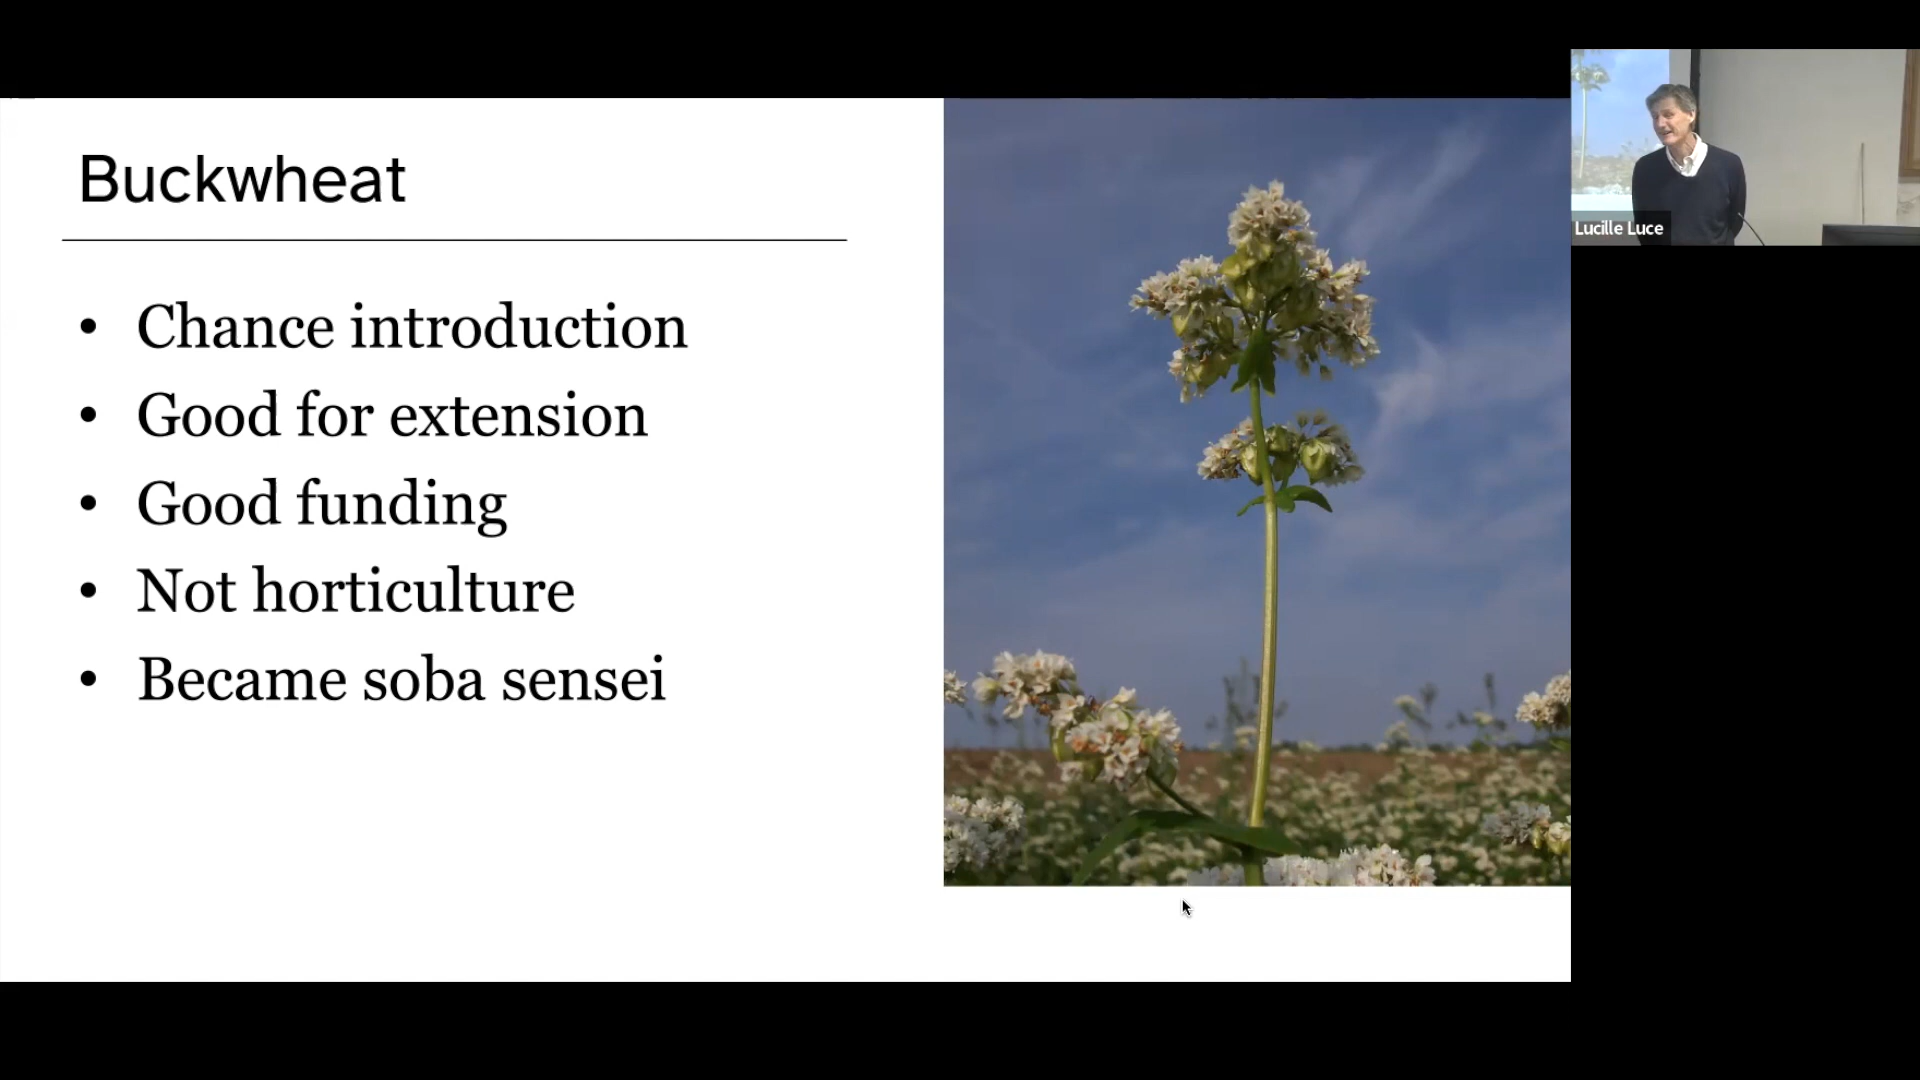 Buckwheat
• Chance introduction
• Good for extension
• Good funding
• Not horticulture
• Became soba sensei
Lucille Luce